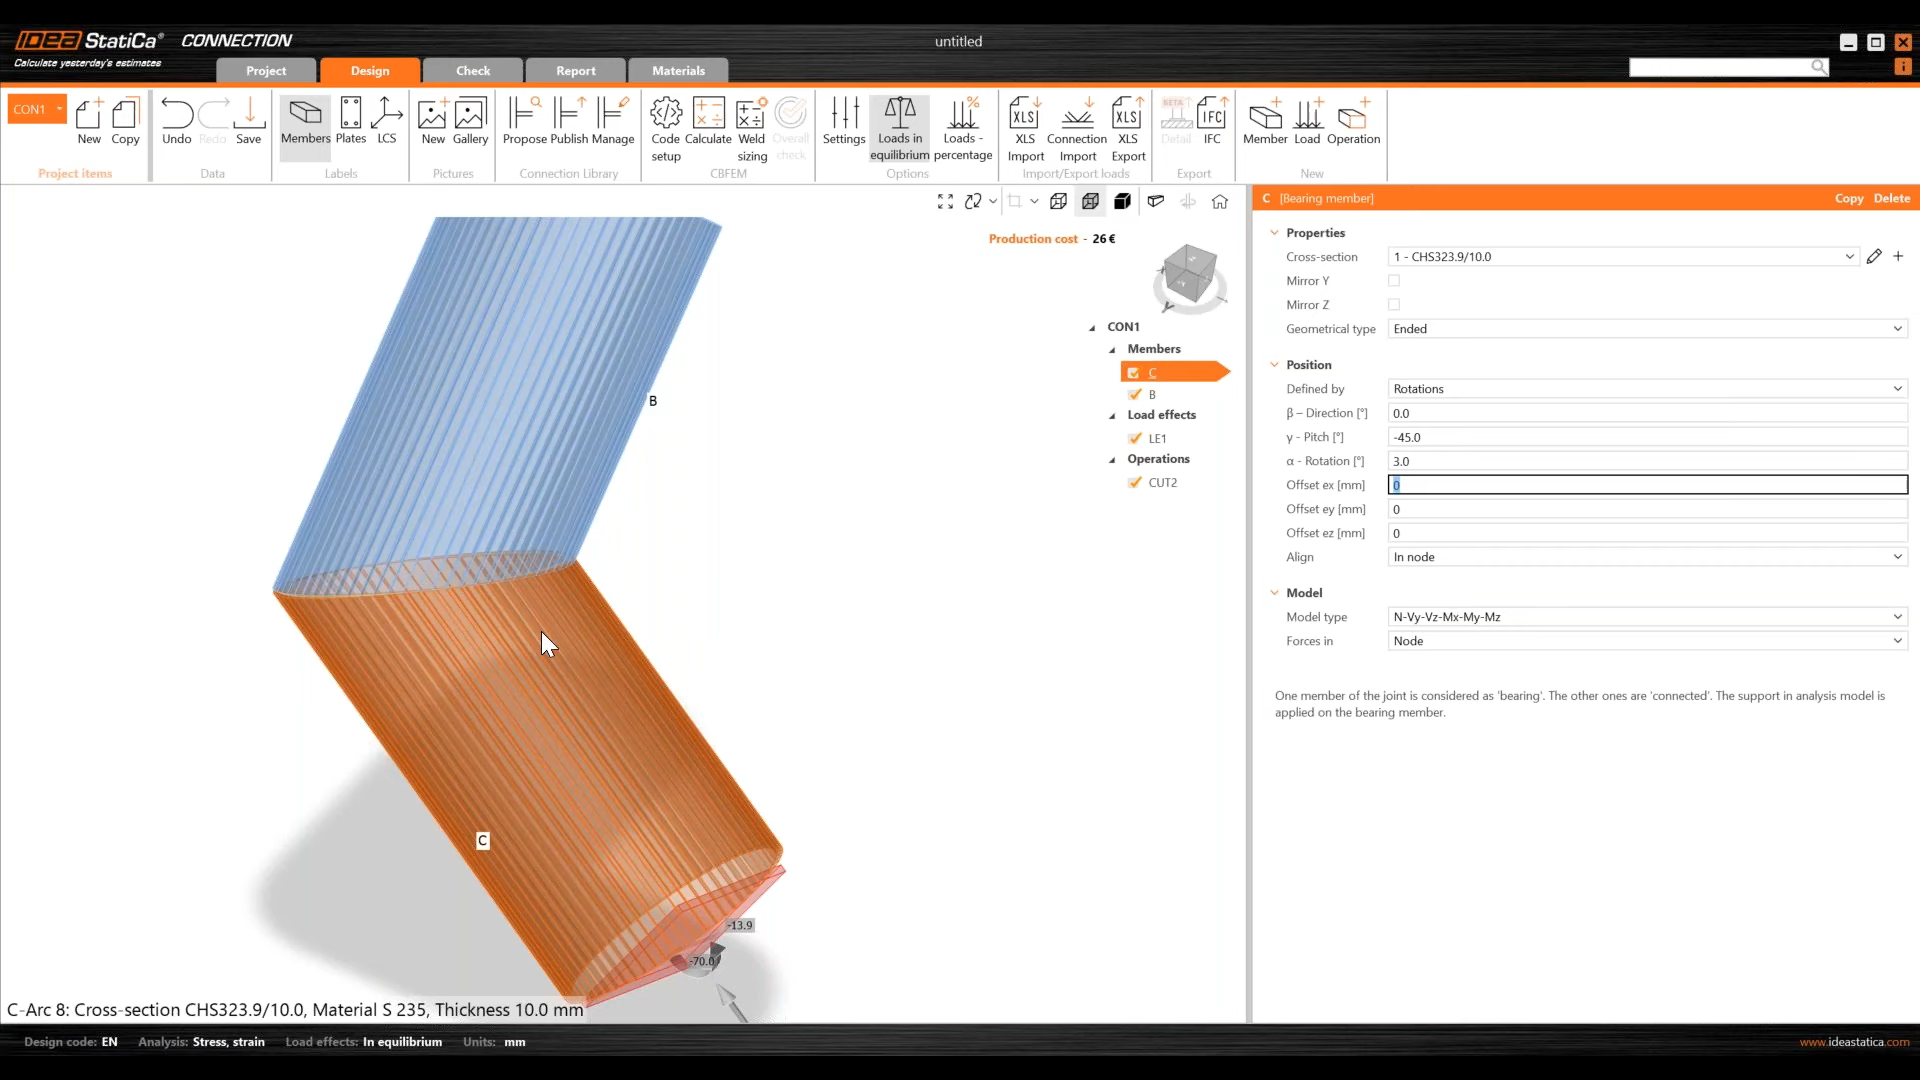 IDEA StatiCa® CONNECTION
Calculate yesterday's estimates
untitled
Project Design Check Report Materials
CON1
New Copy Undo Redo Save Members Plates LCS New Gallery Propose Publish Manage Code setup Calculate Weld sizing Overall check Settings Loads in equilibrium Loads - percentage XLS Import Connection Import XLS Export BETA Detail IFC Member Load Operation
Project items Data Labels Pictures Connection Library CBFEM Options Import/Export loads Export New
Production cost - 26 €
CON1
Members
C
B
Load effects
LE1
Operations
CUT2
B
C
-13.9
-70.0
C-Arc 8: Cross-section CHS323.9/10.0, Material S 235, Thickness 10.0 mm
C [Bearing member] Copy Delete
Properties
Cross-section 1 - CHS323.9/10.0
Mirror Y
Mirror Z
Geometrical type Ended
Position
Defined by Rotations
β – Direction [°] 0.0
γ - Pitch [°] -45.0
α - Rotation [°] 3.0
Offset ex [mm] 0
Offset ey [mm] 0
Offset ez [mm] 0
Align In node
Model
Model type N-Vy-Vz-Mx-My-Mz
Forces in Node
One member of the joint is considered as 'bearing'. The other ones are 'connected'. The support in analysis model is
applied on the bearing member.
Design code: EN Analysis: Stress, strain Load effects: In equilibrium Units: mm
www.ideastatica.com